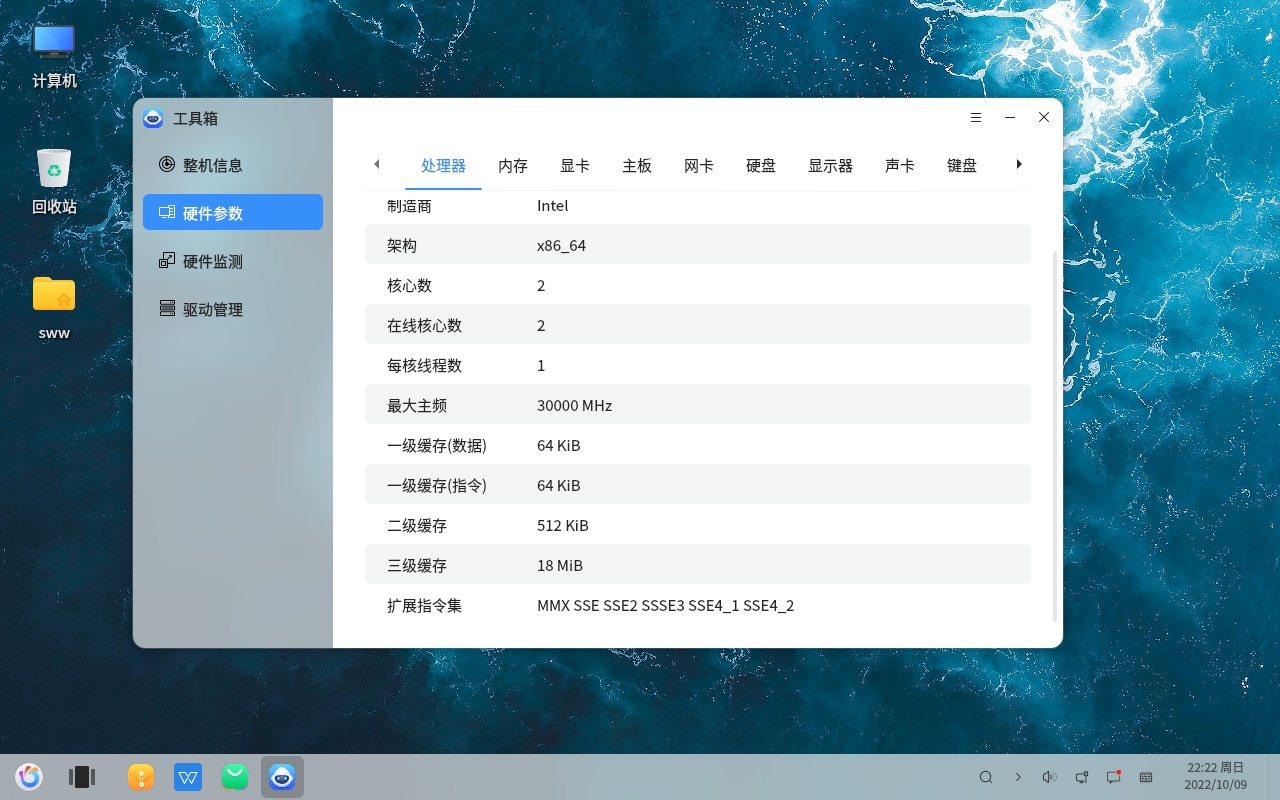 计算机
回收站
sww
工具箱
整机信息
硬件参数
硬件监测
驱动管理
处理器 内存 显卡 主板 网卡 硬盘 显示器 声卡 键盘
制造商 Intel
架构 x86_64
核心数 2
在线核心数 2
每核线程数 1
最大主频 30000 MHz
一级缓存(数据) 64 KiB
一级缓存(指令) 64 KiB
二级缓存 512 KiB
三级缓存 18 MiB
扩展指令集 MMX SSE SSE2 SSSE3 SSE4_1 SSE4_2
22:22 周日
2022/10/09